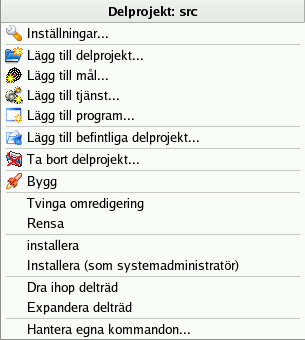 Delprojekt: src
Inställningar...
Lägg till delprojekt...
Lägg till mål...
Lägg till tjänst...
Lägg till program...
Lägg till befintliga delprojekt...
Ta bort delprojekt...
Bygg
Tvinga omredigering
Rensa
installera
Installera (som systemadministratör)
Dra ihop delträd
Expandera delträd
Hantera egna kommandon...